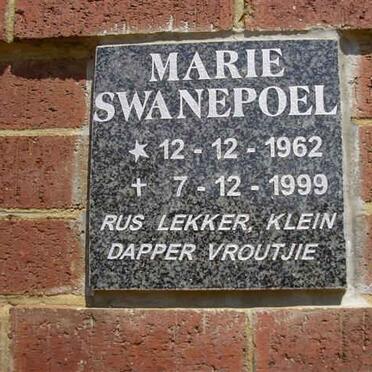 MARIE
SWANEPOEL
★ 12 - 12 - 1962
✝ 7 - 12 - 1999
RUS LEKKER, KLEIN
DAPPER VROUTJIE